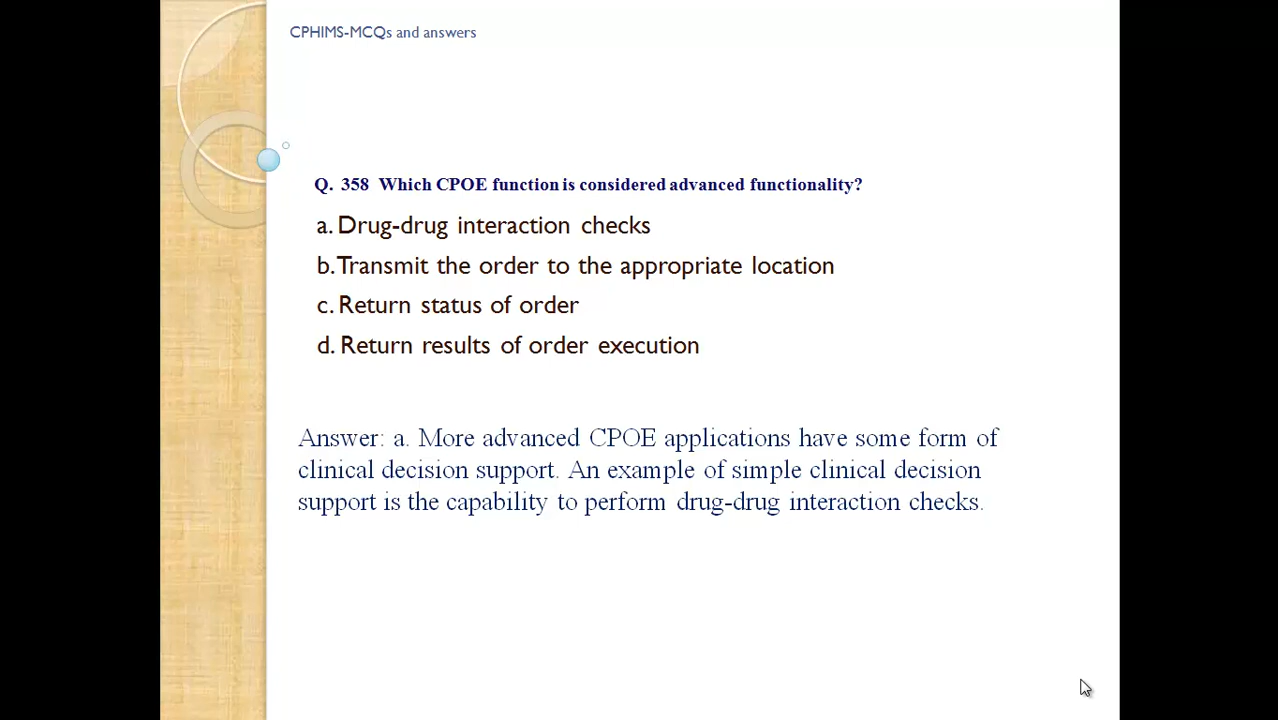 CPHIMS-MCQs and answers
Q. 358 Which CPOE function is considered advanced functionality?
a. Drug-drug interaction checks
b. Transmit the order to the appropriate location
c. Return status of order
d. Return results of order execution
Answer: a. More advanced CPOE applications have some form of
clinical decision support. An example of simple clinical decision
support is the capability to perform drug-drug interaction checks.